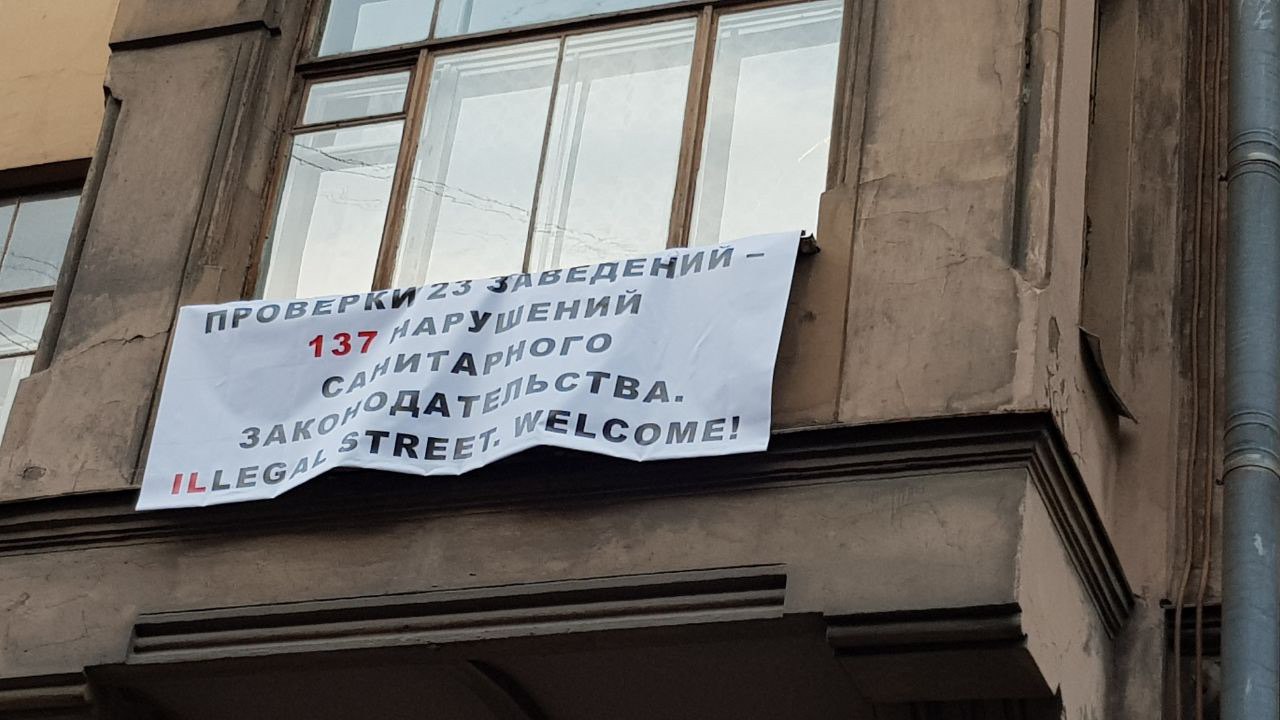 ПРОВЕРКИ 23 ЗАВЕДЕНИЙ –
137 НАРУШЕНИЙ
САНИТАРНОГО
ЗАКОНОДАТЕЛЬСТВА.
ILLEGAL STREET. WELCOME!